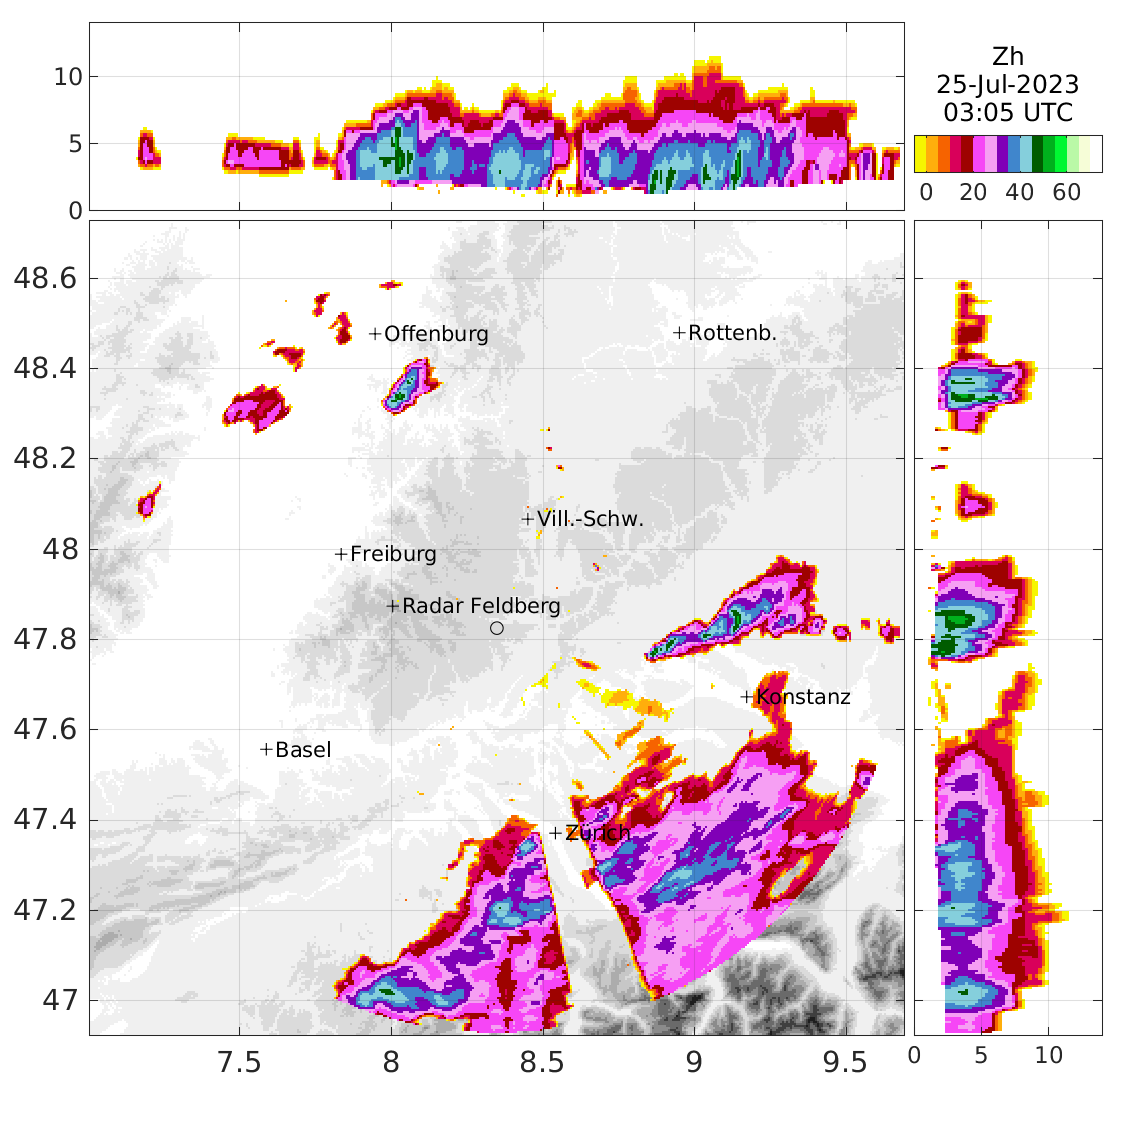 10
5
0
Zh
25-Jul-2023
03:05 UTC
0 20 40 60
48.6
48.4
48.2
48
47.8
47.6
47.4
47.2
47
Offenburg
Rottenb.
Vill.-Schw.
Freiburg
Radar Feldberg
Konstanz
Basel
Zürich
7.5 8 8.5 9 9.5
0 5 10